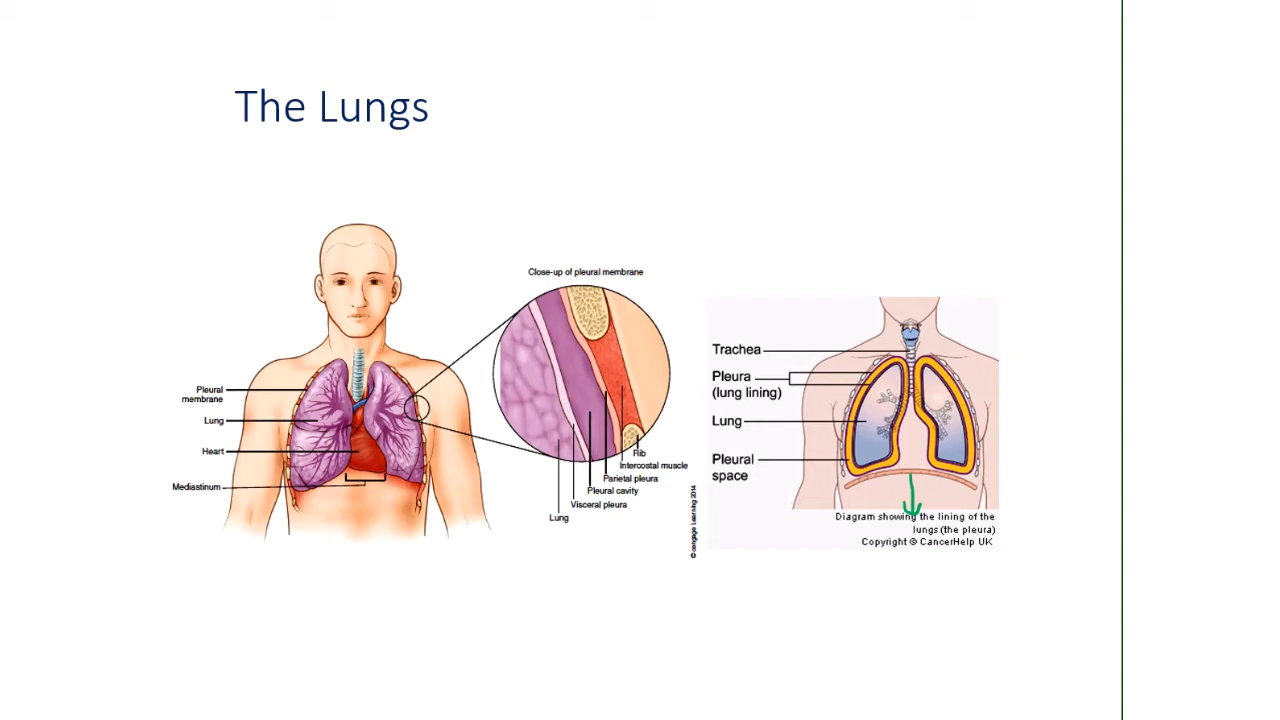 The Lungs
Close-up of pleural membrane
Pleural
membrane
Lung
Heart
Mediastinum
Rib
Intercostal muscle
Parietal pleura
Pleural cavity
Visceral pleura
Lung
© Cengage Learning 2014
Trachea
Pleura
(lung lining)
Lung
Pleural
space
Diagram showing the lining of the
lungs (the pleura)
Copyright © CancerHelp UK